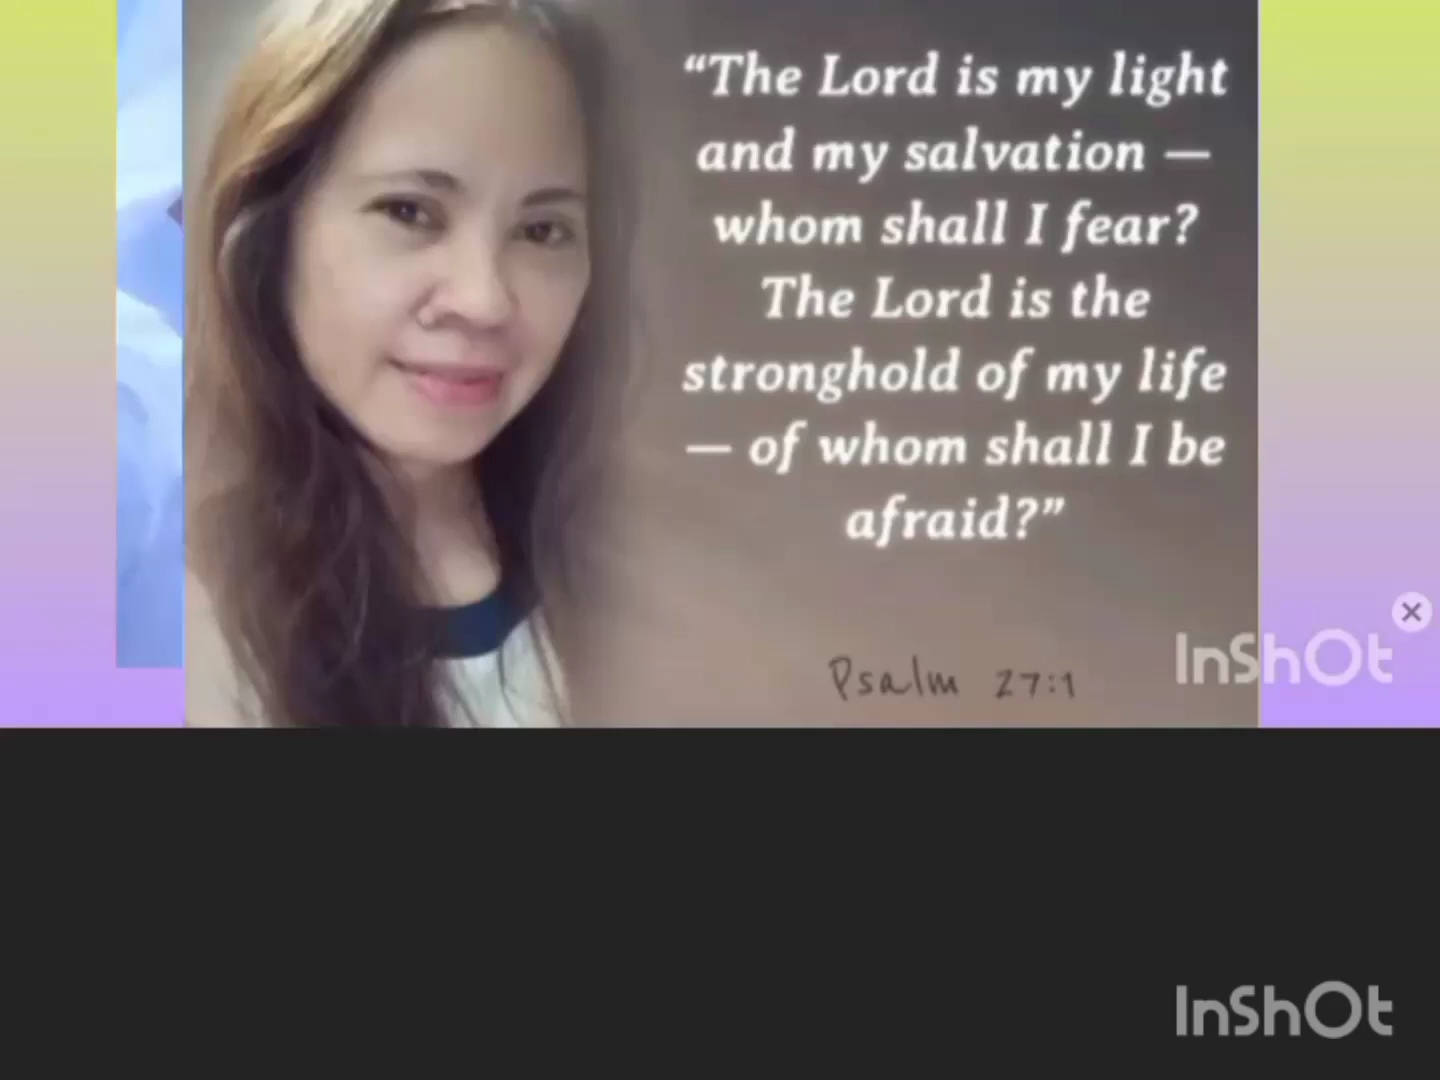 “The Lord is my light
and my salvation —
whom shall I fear?
The Lord is the
stronghold of my life
— of whom shall I be
afraid?”
Psalm 27:1
InShOt
InShOt